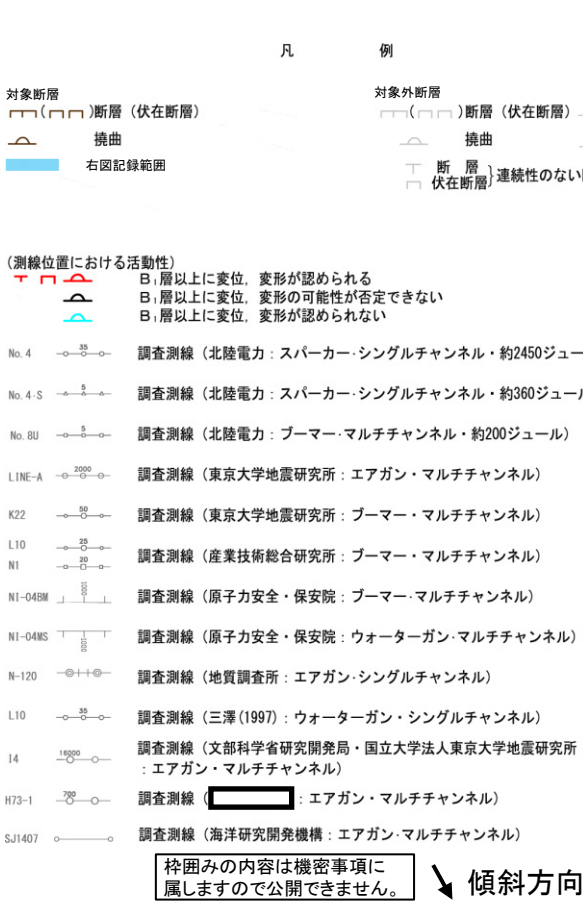 凡 例
対象断層
( )断層（伏在断層）
撓曲
右図記録範囲
対象外断層
( )断層（伏在断層）
撓曲
断 層
伏在断層
}連続性のない
(測線位置における活動性)
B₁層以上に変位，変形が認められる
B₁層以上に変位，変形の可能性が否定できない
B₁層以上に変位，変形が認められない
No. 4 35 調査測線（北陸電力：スパーカー・シングルチャンネル・約2450ジュー
No. 4-S 5 調査測線（北陸電力：スパーカー・シングルチャンネル・約360ジュー
No. 8U 5 調査測線（北陸電力：ブーマー・マルチチャンネル・約200ジュール）
LINE-A 2000 調査測線（東京大学地震研究所：エアガン・マルチチャンネル）
K22 50 調査測線（東京大学地震研究所：ブーマー・マルチチャンネル）
L10 25
N1 20
調査測線（産業技術総合研究所：ブーマー・マルチチャンネル）
NI-04BM 1000 調査測線（原子力安全・保安院：ブーマー・マルチチャンネル）
NI-04MS 1000 調査測線（原子力安全・保安院：ウォーターガン・マルチチャンネル）
N-120 調査測線（地質調査所：エアガン・シングルチャンネル）
L10 35 調査測線（三澤(1997)：ウォーターガン・シングルチャンネル）
I4 16000 調査測線（文部科学省研究開発局・国立大学法人東京大学地震研究所
：エアガン・マルチチャンネル）
H73-1 700 調査測線（ ：エアガン・マルチチャンネル）
SJ1407 調査測線（海洋研究開発機構：エアガン・マルチチャンネル）
枠囲みの内容は機密事項に
属しますので公開できません。
傾斜方向